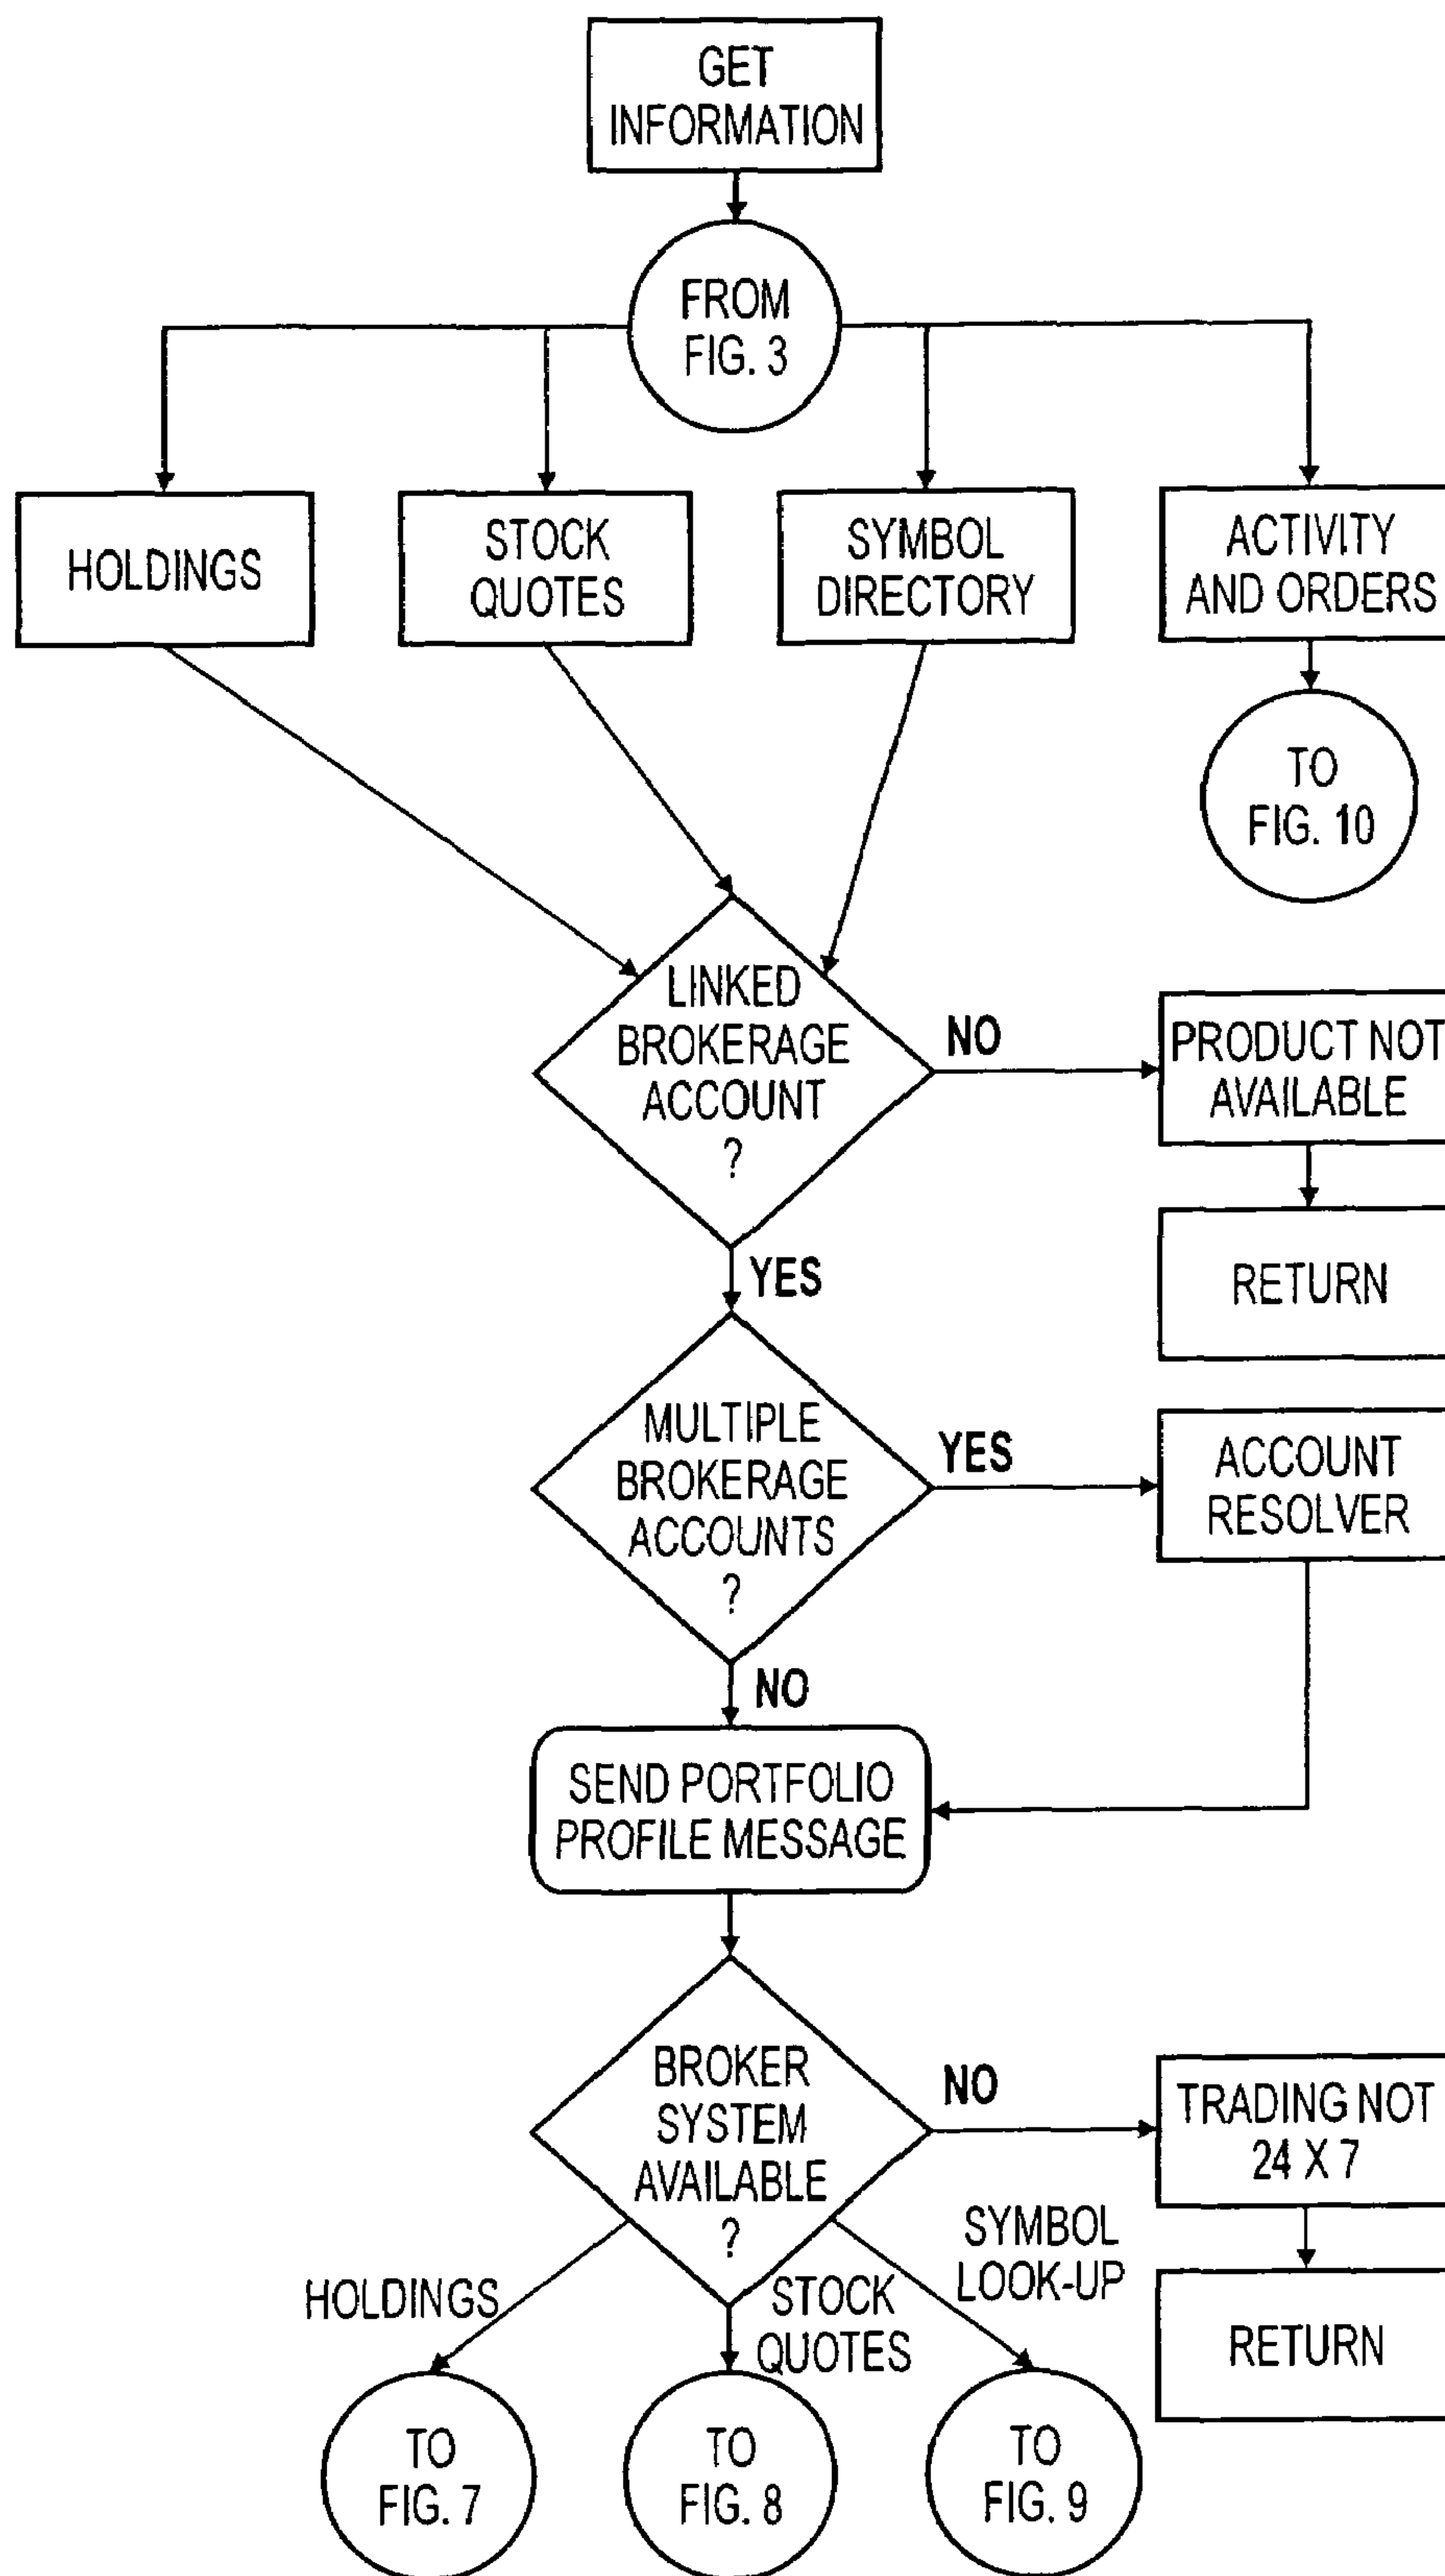 GET
INFORMATION
FROM
FIG. 3
HOLDINGS
STOCK
QUOTES
SYMBOL
DIRECTORY
ACTIVITY
AND ORDERS
TO
FIG. 10
LINKED
BROKERAGE
ACCOUNT
?
NO
PRODUCT NOT
AVAILABLE
RETURN
YES
MULTIPLE
BROKERAGE
ACCOUNTS
?
YES
ACCOUNT
RESOLVER
NO
SEND PORTFOLIO
PROFILE MESSAGE
BROKER
SYSTEM
AVAILABLE
?
NO
TRADING NOT
24 X 7
RETURN
HOLDINGS
STOCK
QUOTES
SYMBOL
LOOK-UP
TO
FIG. 7
TO
FIG. 8
TO
FIG. 9